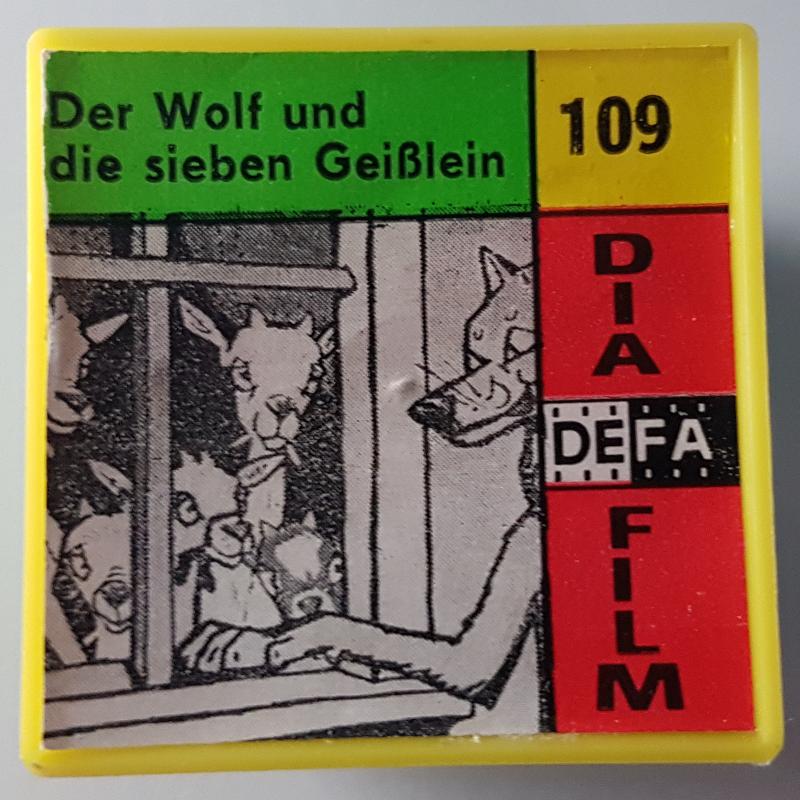 Der Wolf und
die sieben Geißlein
109
DIA
DEFA
FILM